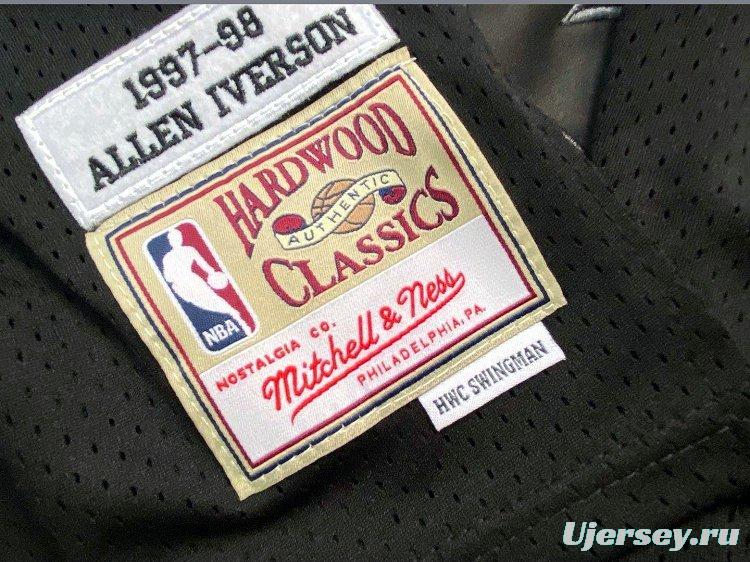 1997-98
ALLEN IVERSON
HARDWOOD
AUTHENTIC
CLASSICS
NBA
NOSTALGIA CO.
Mitchell & Ness
PHILADELPHIA, PA.
HWC SWINGMAN
Ujersey.ru